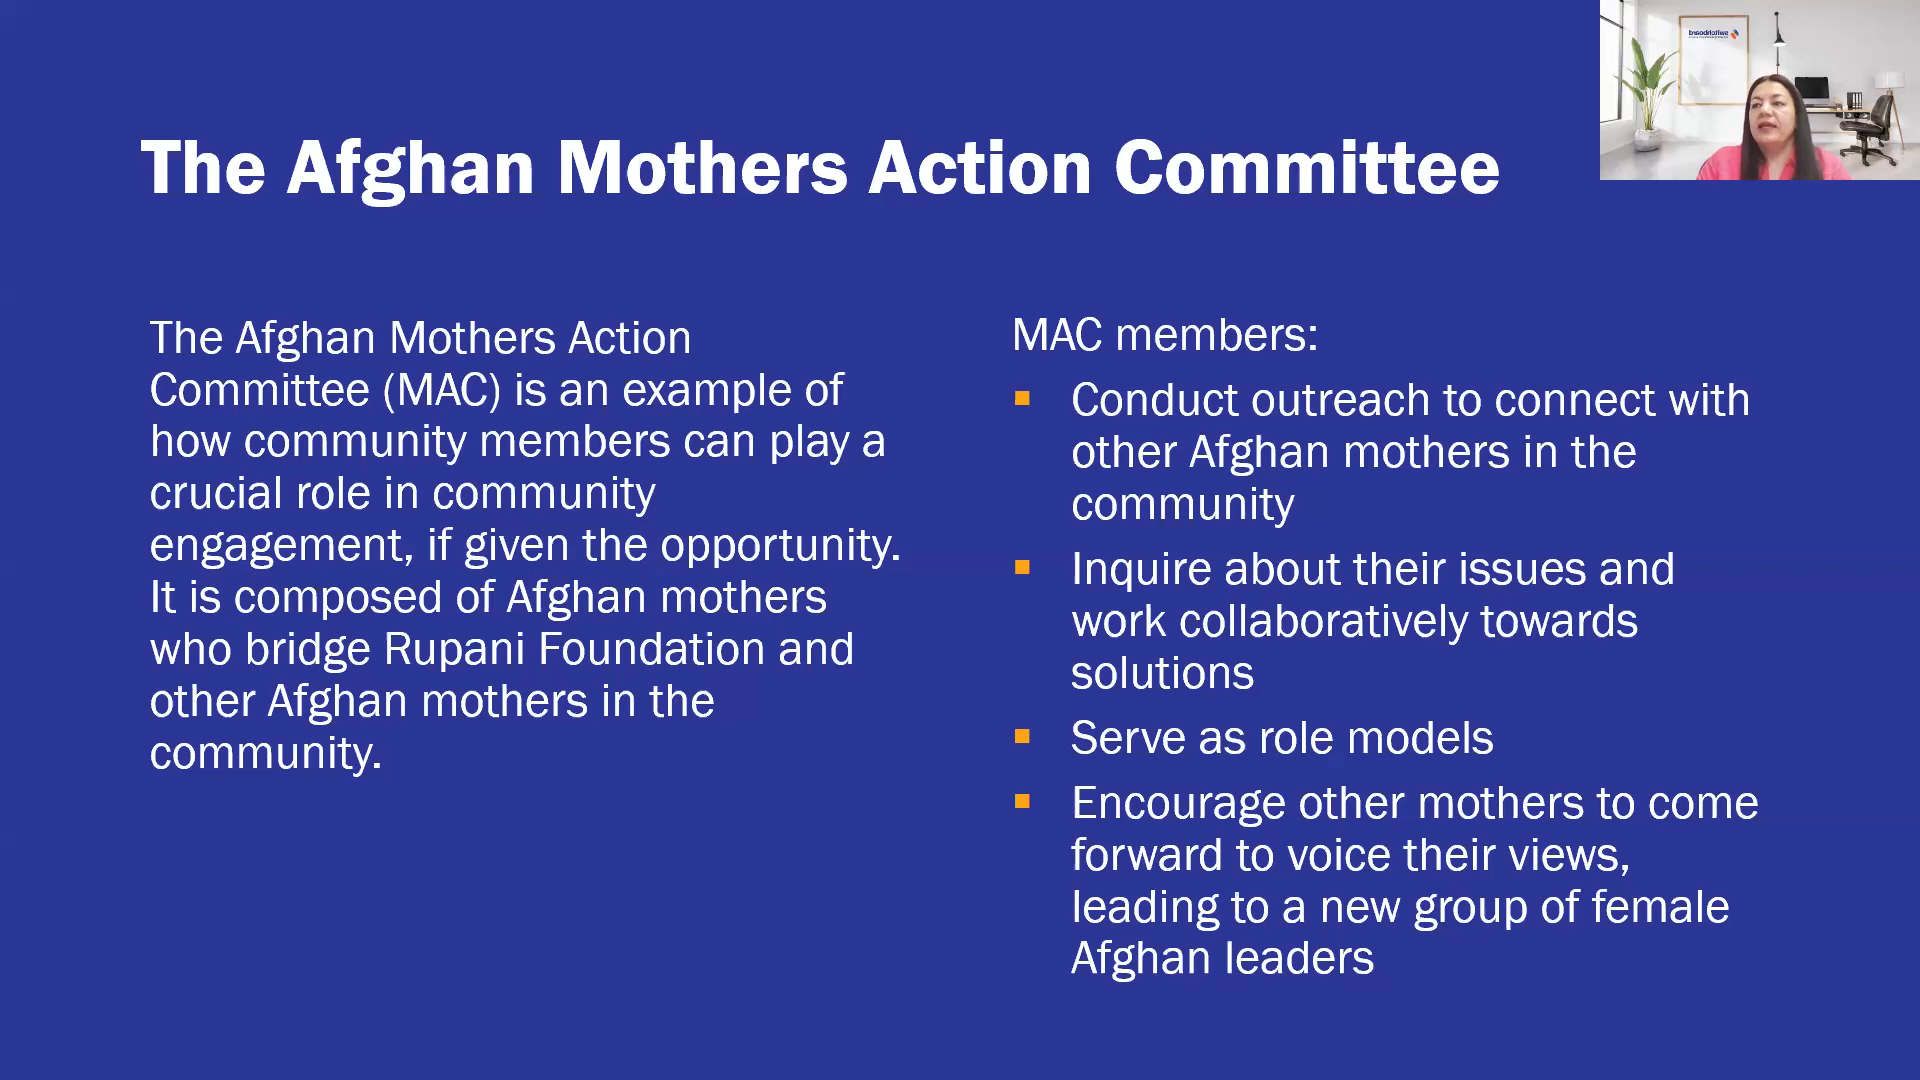 The Afghan Mothers Action Committee
The Afghan Mothers Action
Committee (MAC) is an example of
how community members can play a
crucial role in community
engagement, if given the opportunity.
It is composed of Afghan mothers
who bridge Rupani Foundation and
other Afghan mothers in the
community.
MAC members:
Conduct outreach to connect with
other Afghan mothers in the
community
Inquire about their issues and
work collaboratively towards
solutions
Serve as role models
Encourage other mothers to come
forward to voice their views,
leading to a new group of female
Afghan leaders
switchboard